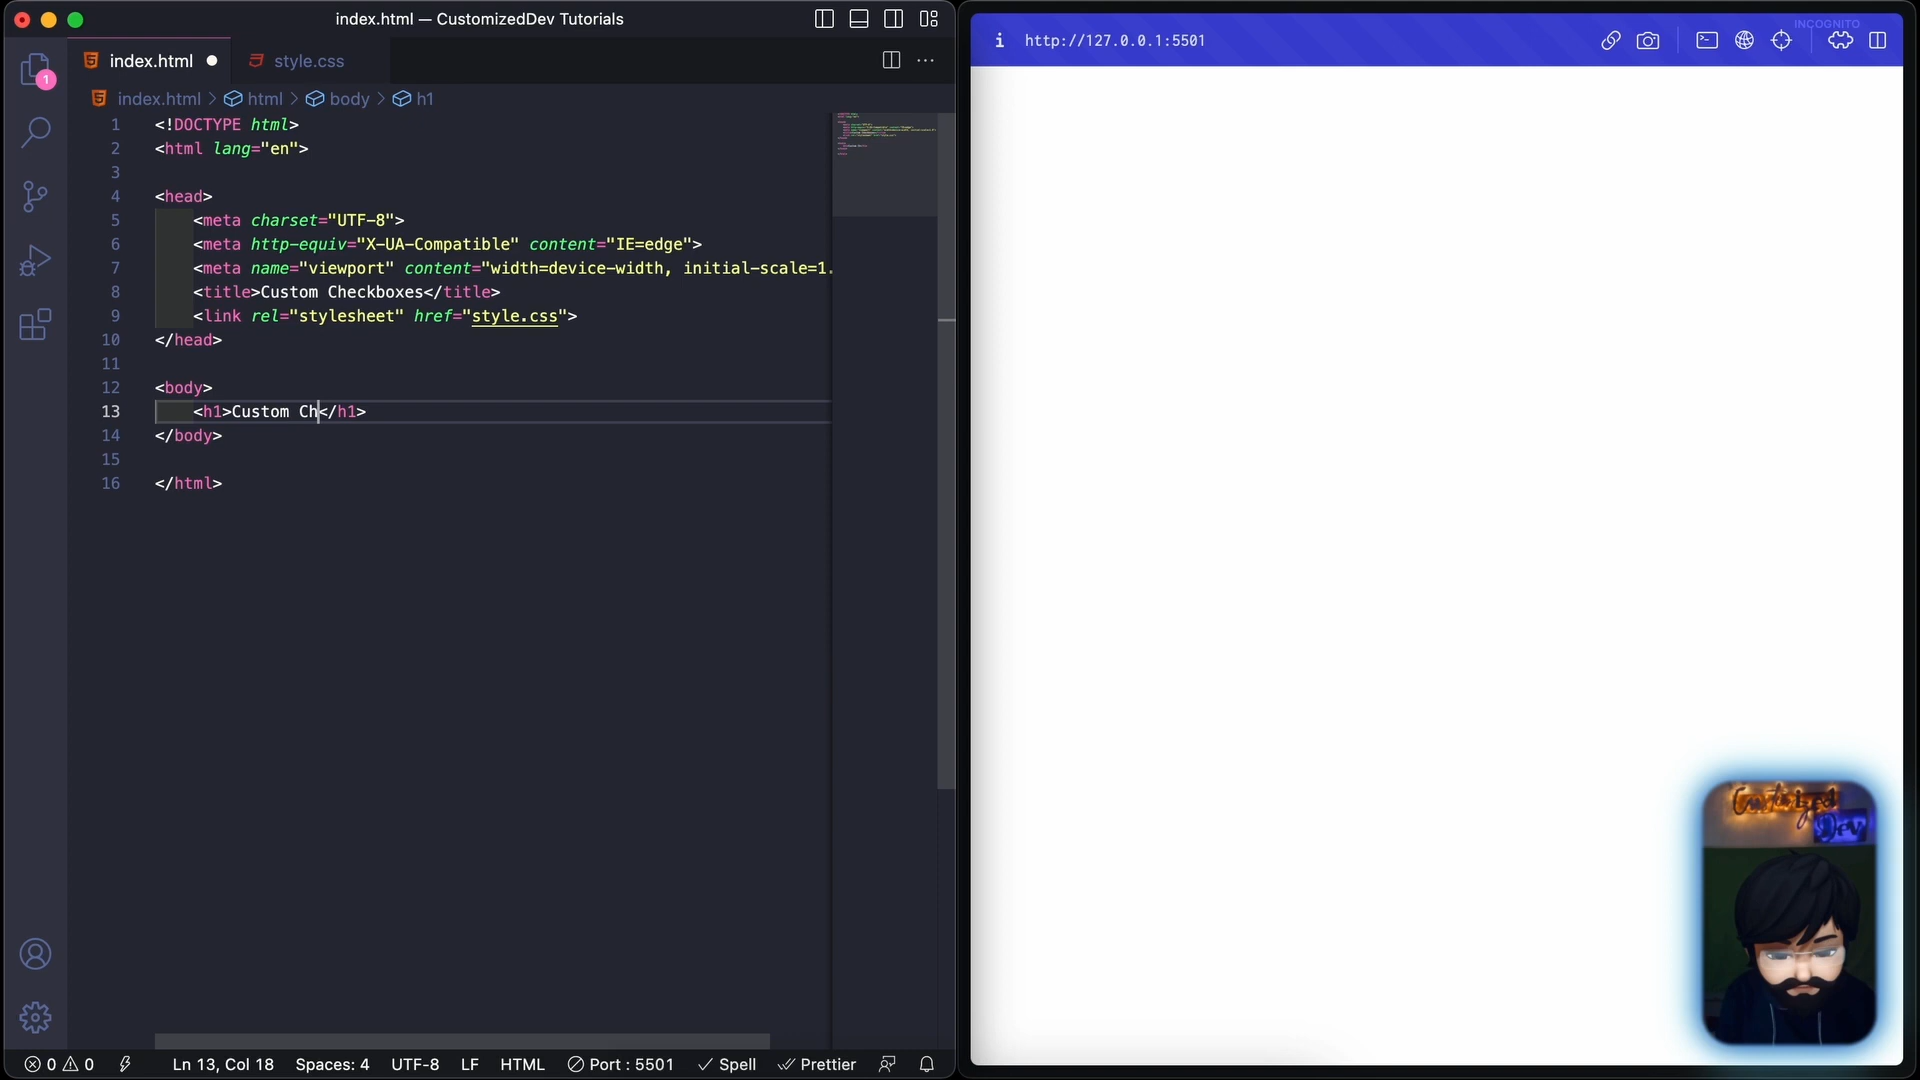 index.html — CustomizedDev Tutorials
index.html
style.css
1
index.html > html > body > h1
1 <!DOCTYPE html>
2 <html lang="en">
3
4 <head>
5 <meta charset="UTF-8">
6 <meta http-equiv="X-UA-Compatible" content="IE=edge">
7 <meta name="viewport" content="width=device-width, initial-scale=1.
8 <title>Custom Checkboxes</title>
9 <link rel="stylesheet" href="style.css">
10 </head>
11
12 <body>
13 <h1>Custom Ch</h1>
14 </body>
15
16 </html>
0 0 Ln 13, Col 18 Spaces: 4 UTF-8 LF HTML Port : 5501 Spell Prettier
INCOGNITO
i http://127.0.0.1:5501
Customized
Dev